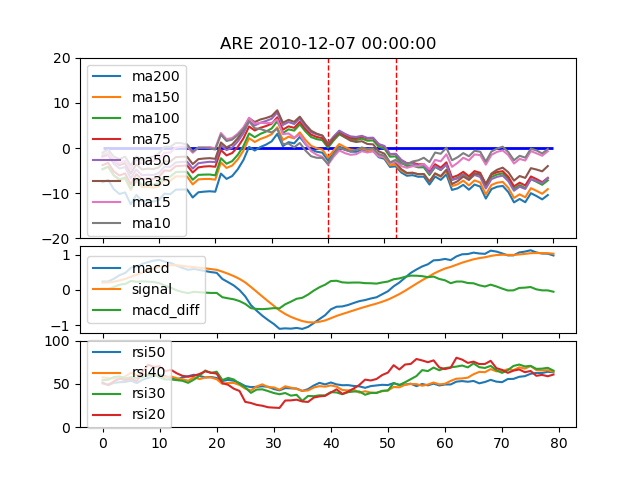 ARE 2010-12-07 00:00:00
20
10
0
−10
−20
ma200
ma150
ma100
ma75
ma50
ma35
ma15
ma10
1
0
−1
macd
signal
macd_diff
100
50
0
rsi50
rsi40
rsi30
rsi20
0 10 20 30 40 50 60 70 80